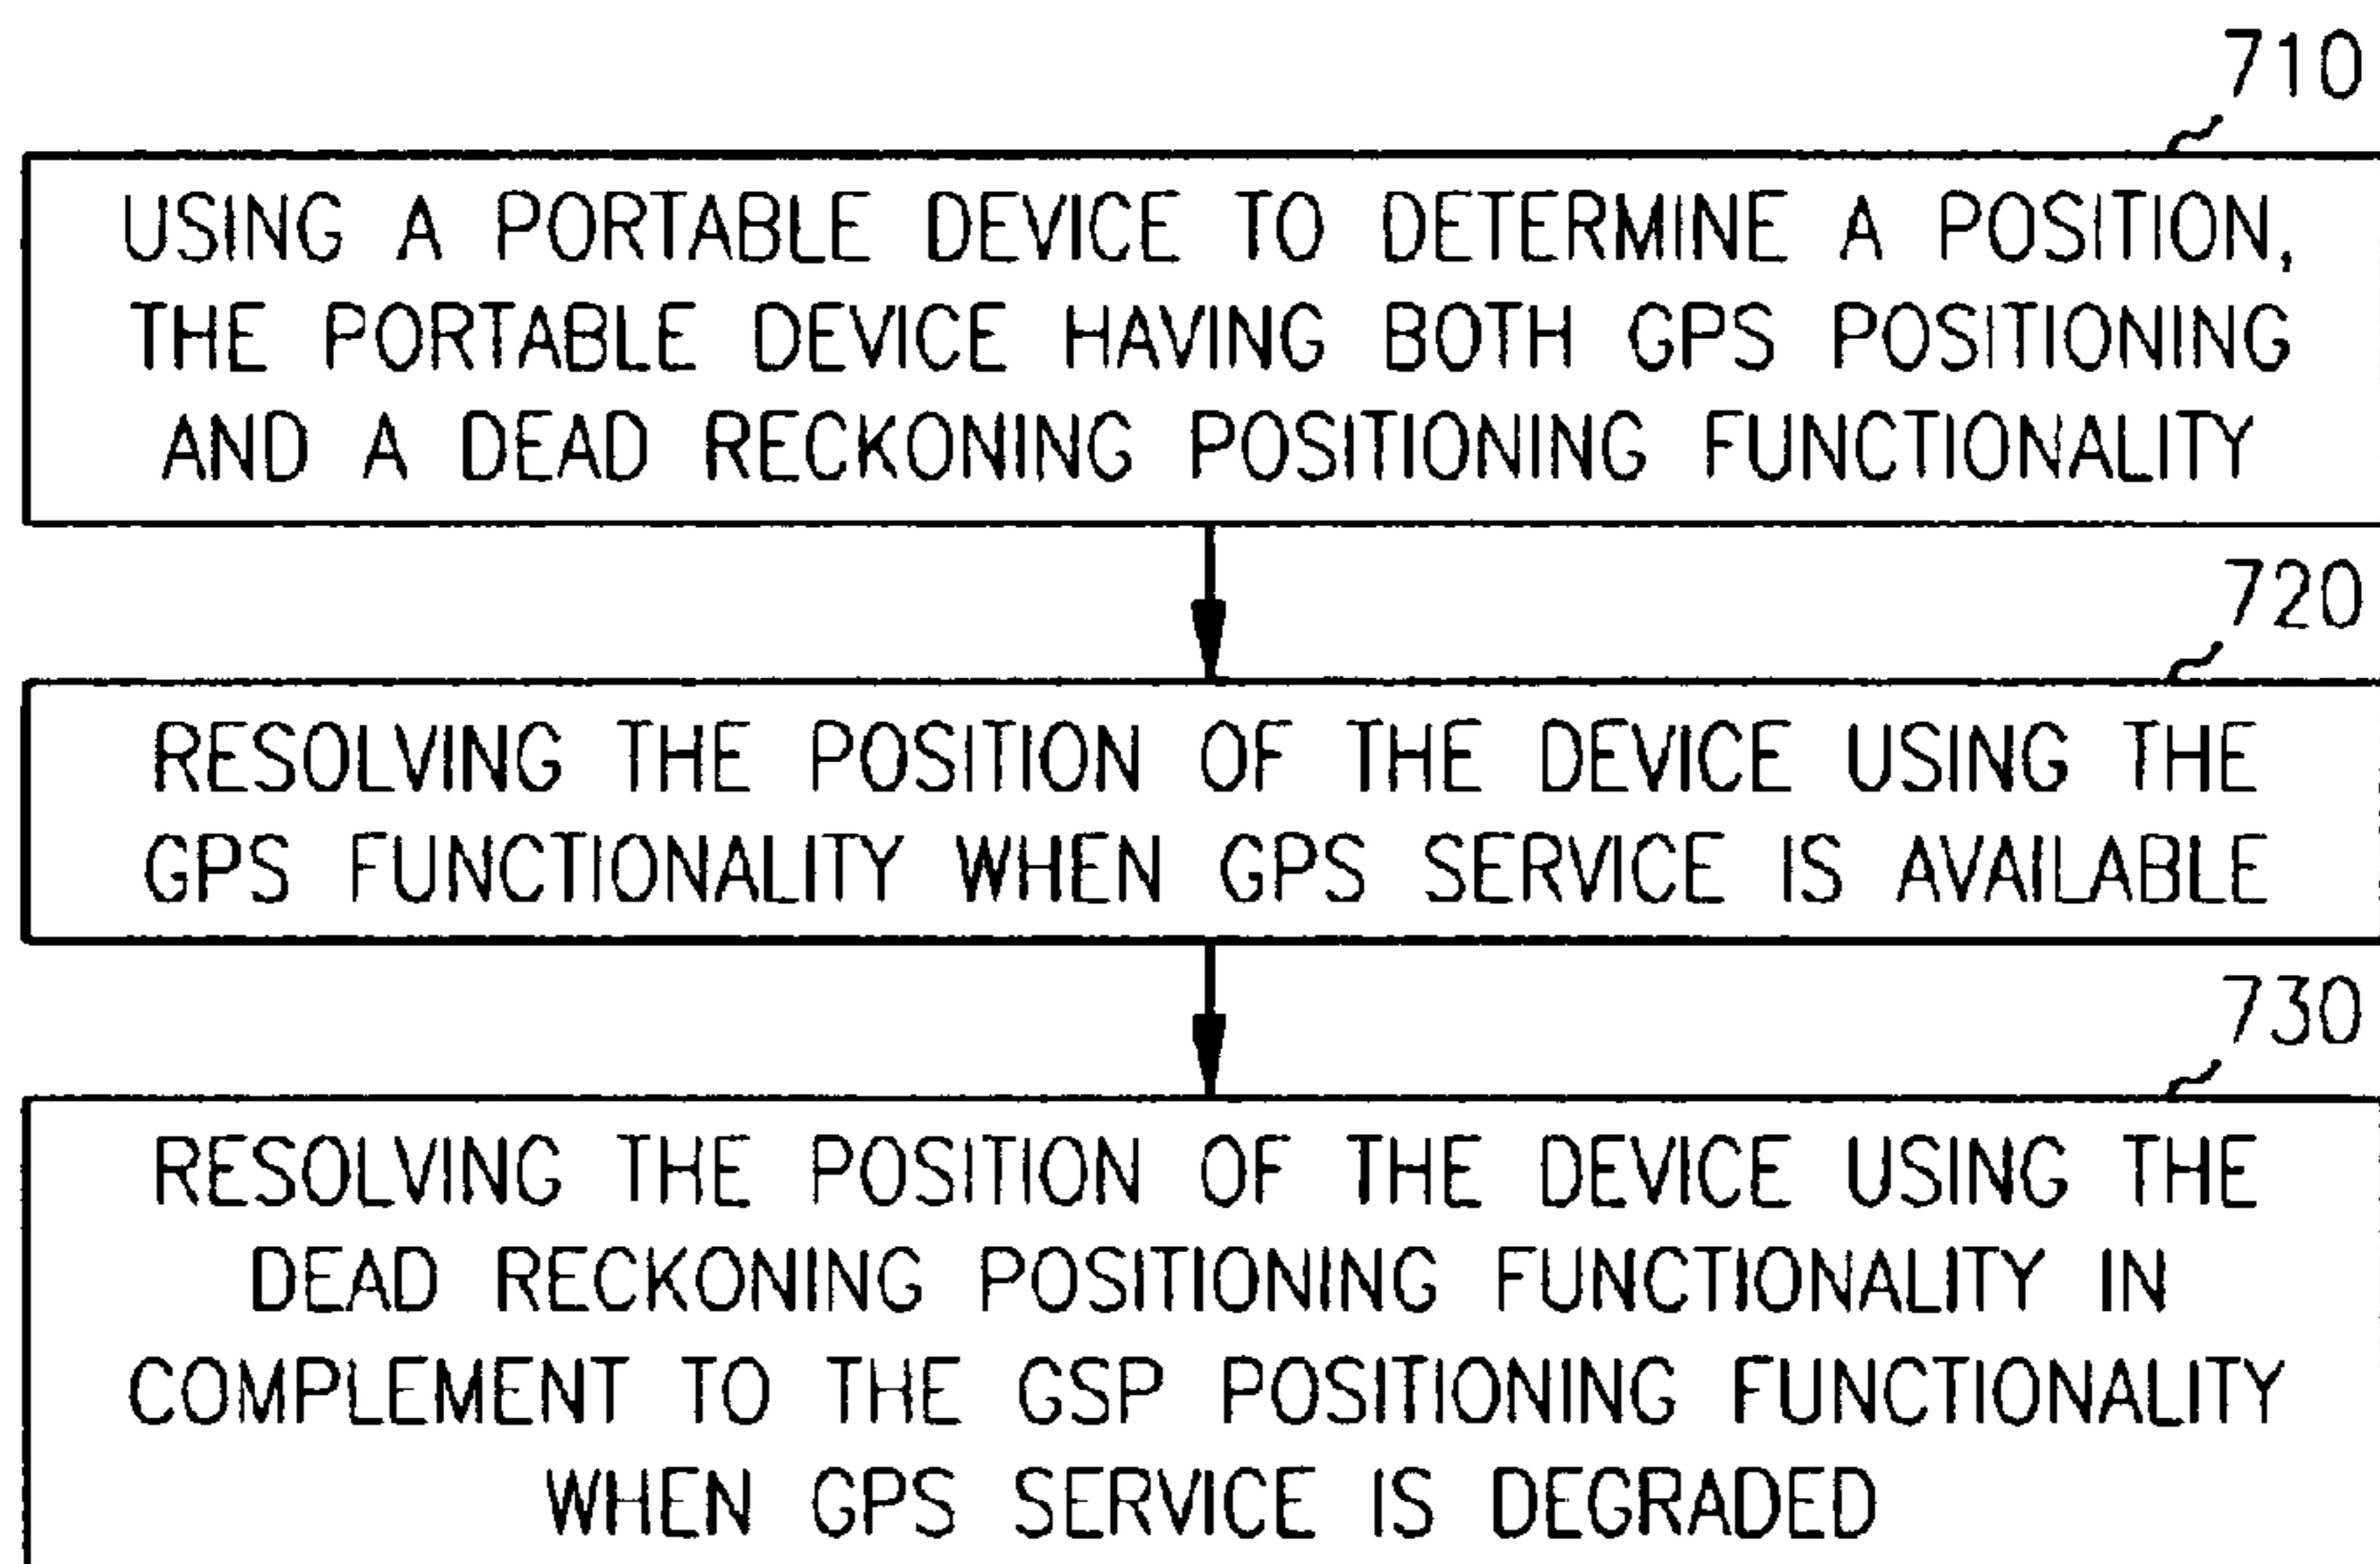 710
USING A PORTABLE DEVICE TO DETERMINE A POSITION,
THE PORTABLE DEVICE HAVING BOTH GPS POSITIONING
AND A DEAD RECKONING POSITIONING FUNCTIONALITY
720
RESOLVING THE POSITION OF THE DEVICE USING THE
GPS FUNCTIONALITY WHEN GPS SERVICE IS AVAILABLE
730
RESOLVING THE POSITION OF THE DEVICE USING THE
DEAD RECKONING POSITIONING FUNCTIONALITY IN
COMPLEMENT TO THE GSP POSITIONING FUNCTIONALITY
WHEN GPS SERVICE IS DEGRADED